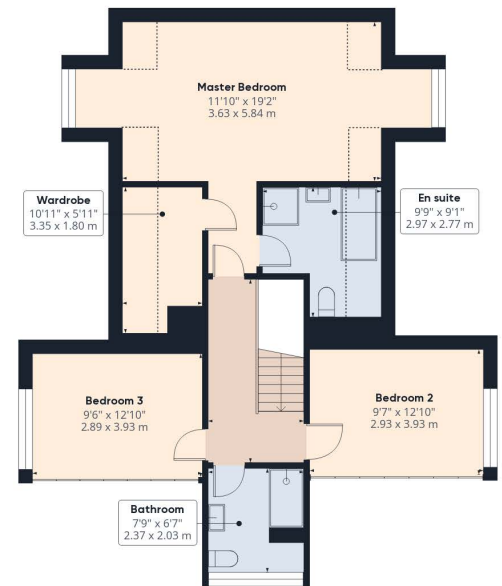 Master Bedroom
11'10" x 19'2"
3.63 x 5.84 m
Wardrobe
10'11" x 5'11"
3.35 x 1.80 m
En suite
9'9" x 9'1"
2.97 x 2.77 m
Bedroom 3
9'6" x 12'10"
2.89 x 3.93 m
Bedroom 2
9'7" x 12'10"
2.93 x 3.93 m
Bathroom
7'9" x 6'7"
2.37 x 2.03 m